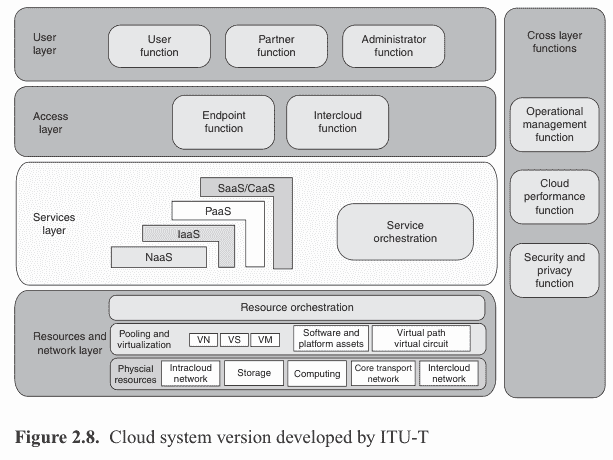 User
layer
User
function
Partner
function
Administrator
function
Cross layer
functions
Access
layer
Endpoint
function
Intercloud
function
Operational
management
function
Cloud
performance
function
Security and
privacy
function
Services
layer
SaaS/CaaS
PaaS
IaaS
NaaS
Service
orchestration
Resources and
network layer
Resource orchestration
Pooling and
virtualization
VN
VS
VM
Software and
platform assets
Virtual path
virtual circuit
Physcial
resources
Intracloud
network
Storage
Computing
Core transport
network
Intercloud
network
Figure 2.8. Cloud system version developed by ITU-T